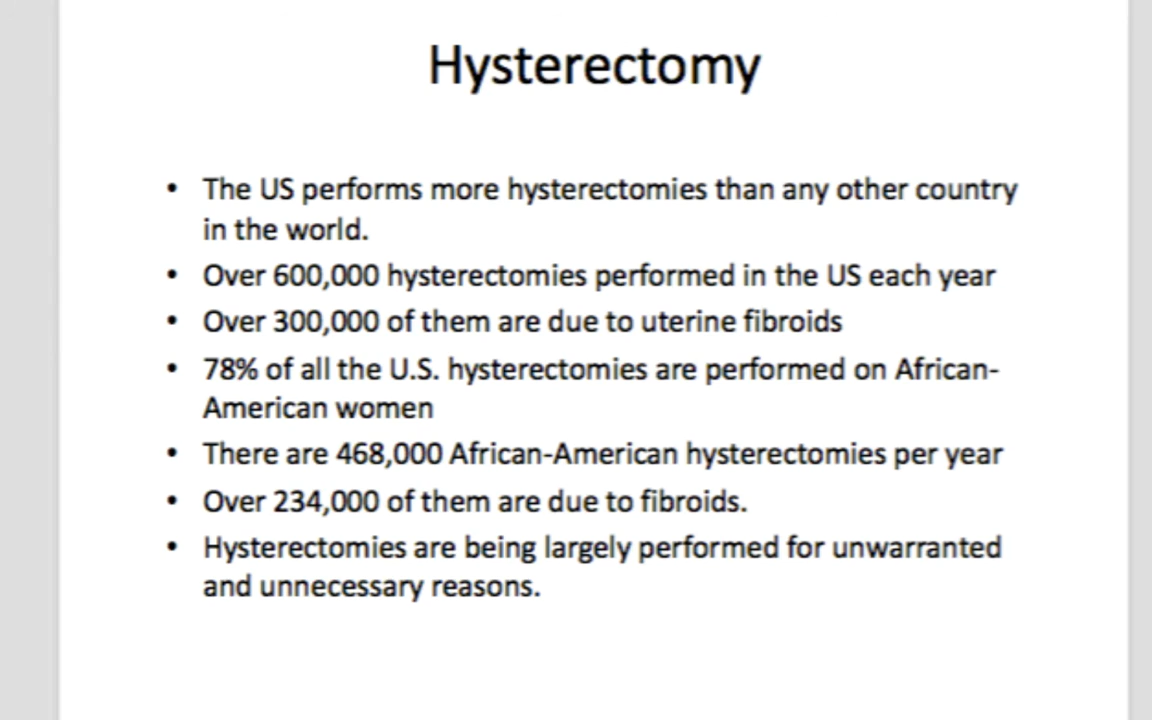 Hysterectomy
• The US performs more hysterectomies than any other country
in the world.
• Over 600,000 hysterectomies performed in the US each year
• Over 300,000 of them are due to uterine fibroids
• 78% of all the U.S. hysterectomies are performed on African-
American women
• There are 468,000 African-American hysterectomies per year
• Over 234,000 of them are due to fibroids.
• Hysterectomies are being largely performed for unwarranted
and unnecessary reasons.